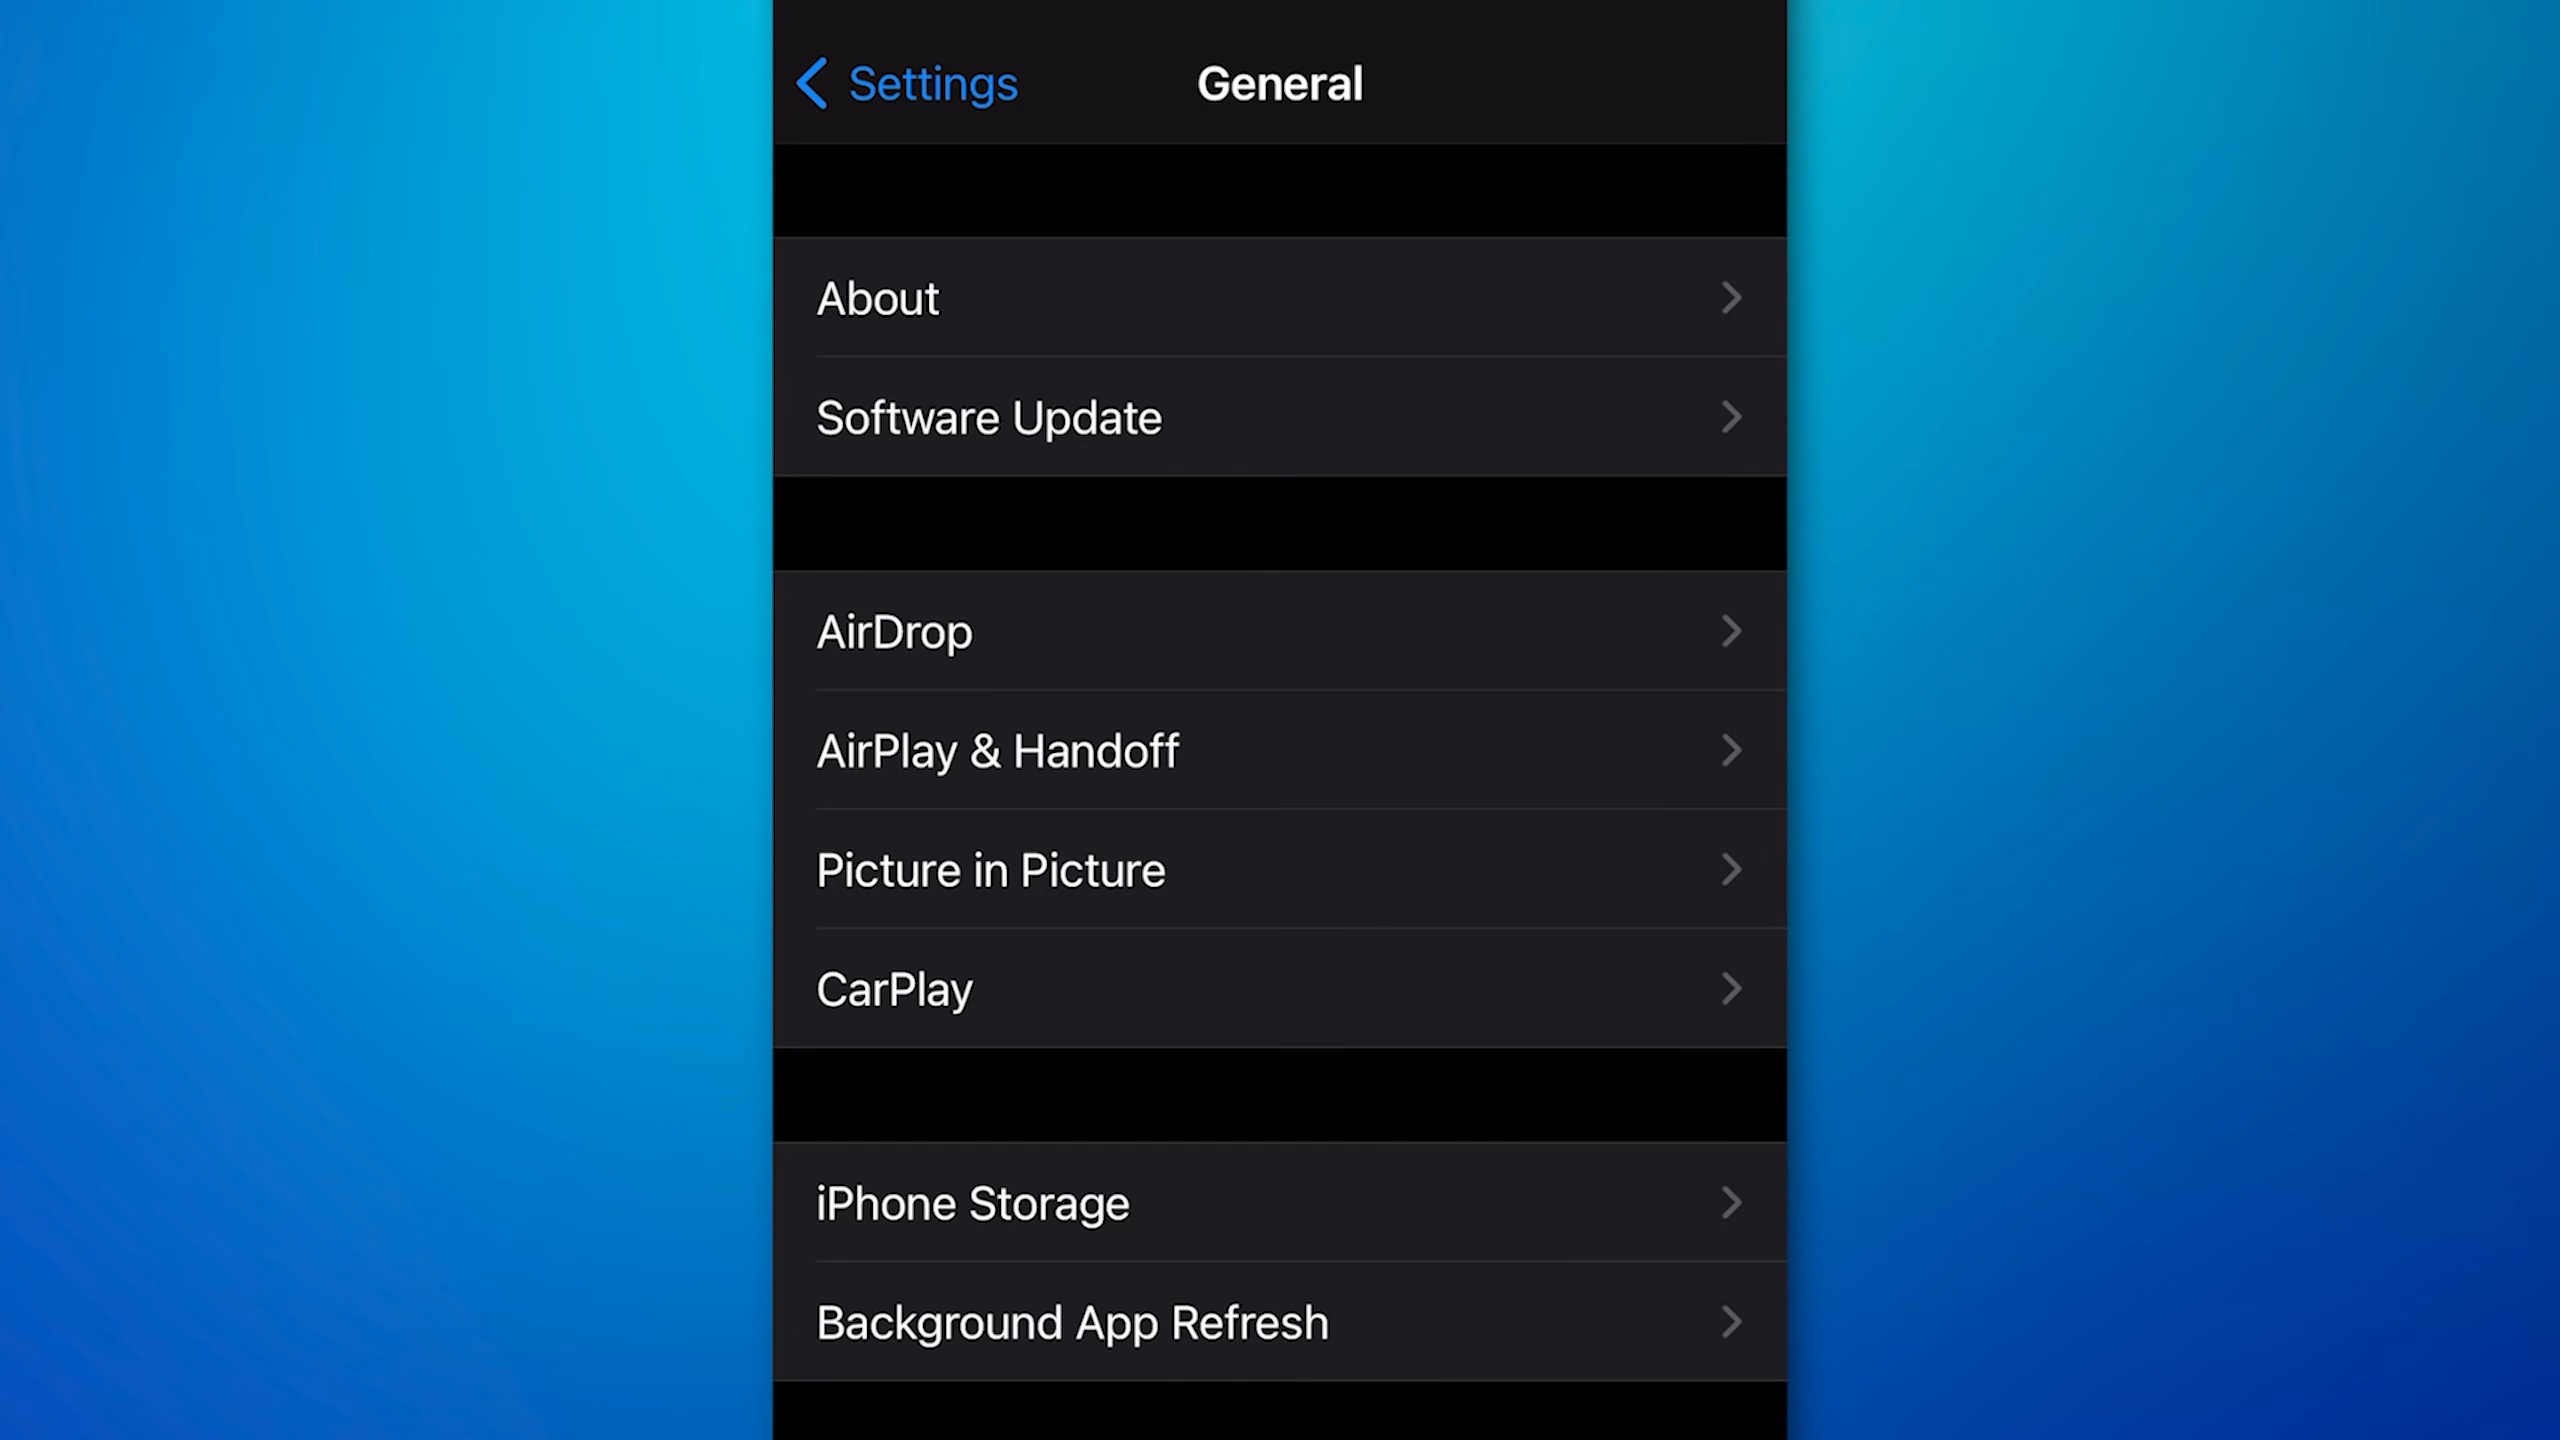 Settings
General
About
Software Update
AirDrop
AirPlay & Handoff
Picture in Picture
CarPlay
iPhone Storage
Background App Refresh